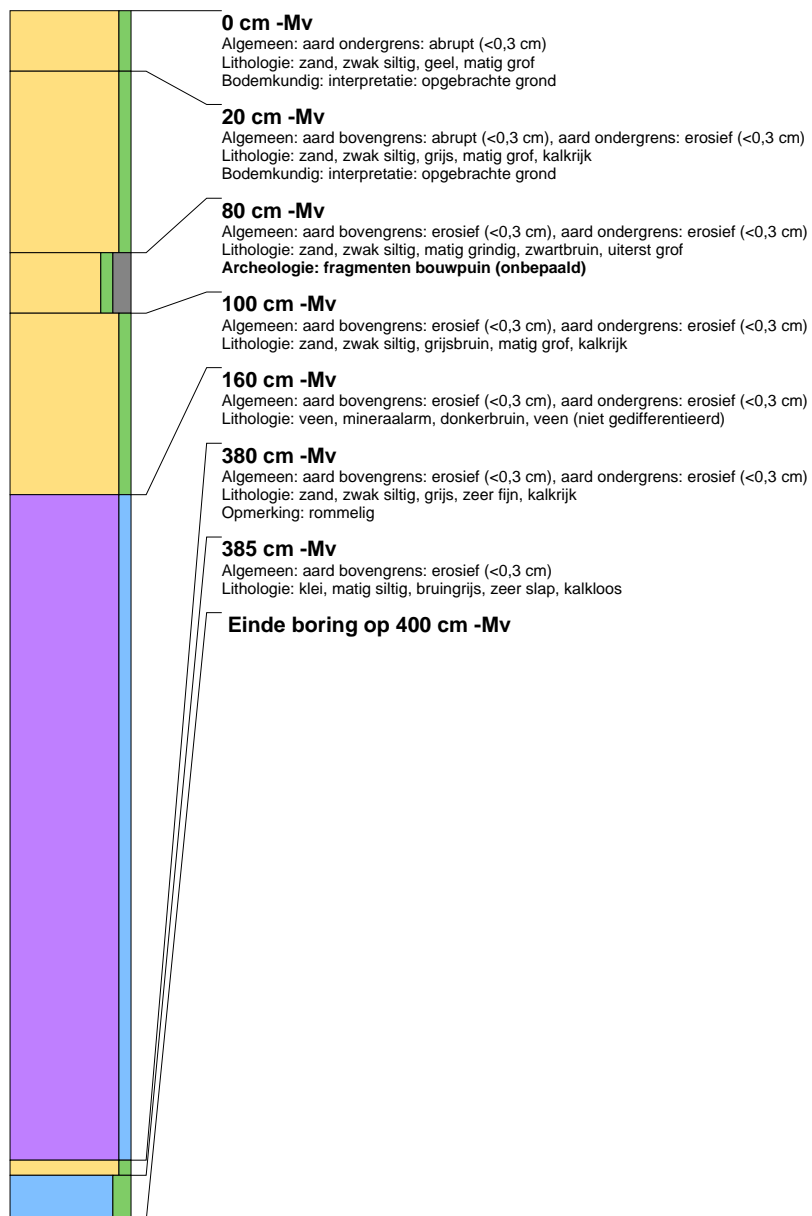 0 cm -Mv
Algemeen: aard ondergrens: abrupt (<0,3 cm)
Lithologie: zand, zwak siltig, geel, matig grof
Bodemkundig: interpretatie: opgebrachte grond
20 cm -Mv
Algemeen: aard bovengrens: abrupt (<0,3 cm), aard ondergrens: erosief (<0,3 cm)
Lithologie: zand, zwak siltig, grijs, matig grof, kalkrijk
Bodemkundig: interpretatie: opgebrachte grond
80 cm -Mv
Algemeen: aard bovengrens: erosief (<0,3 cm), aard ondergrens: erosief (<0,3 cm)
Lithologie: zand, zwak siltig, matig grindig, zwartbruin, uiterst grof
Archeologie: fragmenten bouwpuin (onbepaald)
100 cm -Mv
Algemeen: aard bovengrens: erosief (<0,3 cm), aard ondergrens: erosief (<0,3 cm)
Lithologie: zand, zwak siltig, grijsbruin, matig grof, kalkrijk
160 cm -Mv
Algemeen: aard bovengrens: erosief (<0,3 cm), aard ondergrens: erosief (<0,3 cm)
Lithologie: veen, mineraalarm, donkerbruin, veen (niet gedifferentieerd)
380 cm -Mv
Algemeen: aard bovengrens: erosief (<0,3 cm), aard ondergrens: erosief (<0,3 cm)
Lithologie: zand, zwak siltig, grijs, zeer fijn, kalkrijk
Opmerking: rommelig
385 cm -Mv
Algemeen: aard bovengrens: erosief (<0,3 cm)
Lithologie: klei, matig siltig, bruingrijs, zeer slap, kalkloos
Einde boring op 400 cm -Mv